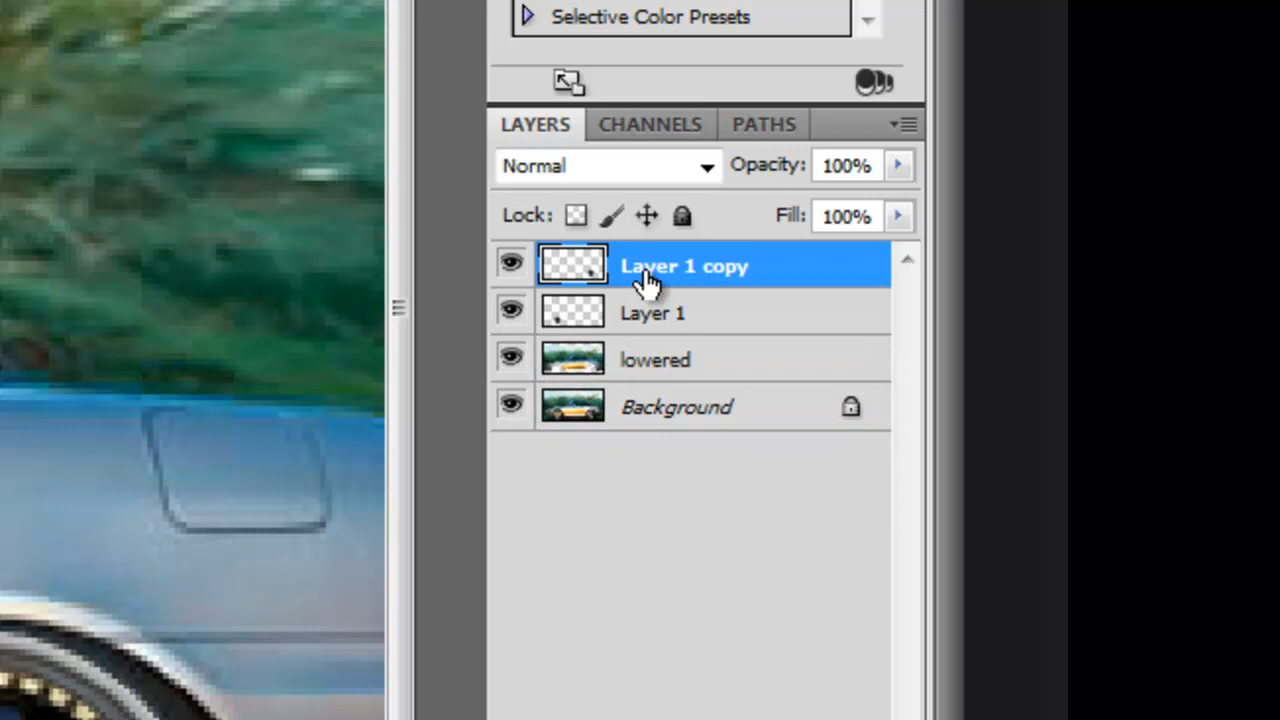 Selective Color Presets
LAYERS CHANNELS PATHS
Normal Opacity: 100%
Lock: Fill: 100%
Layer 1 copy
Layer 1
lowered
Background